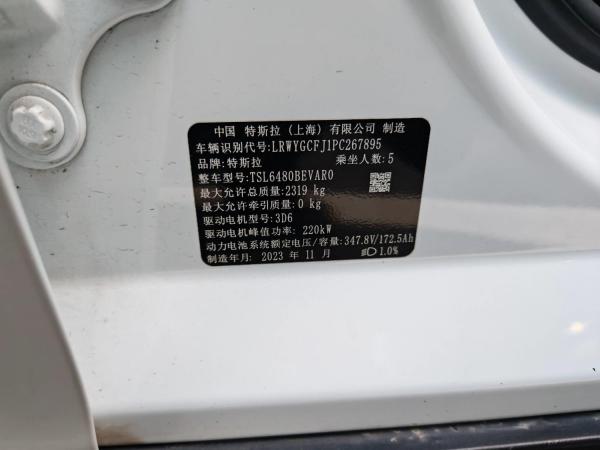 中国 特斯拉（上海）有限公司 制造
车辆识别代号: LRWYGCFJ1PC267895
品牌: 特斯拉 乘坐人数: 5
整车型号: TSL6480BEVAR0
最大允许总质量: 2319 kg
最大允许牵引质量: 0 kg
驱动电机型号: 3D6
驱动电机峰值功率: 220kW
动力电池系统额定电压/容量: 347.8V/172.5Ah
制造年月: 2023 年 11 月 1.0%